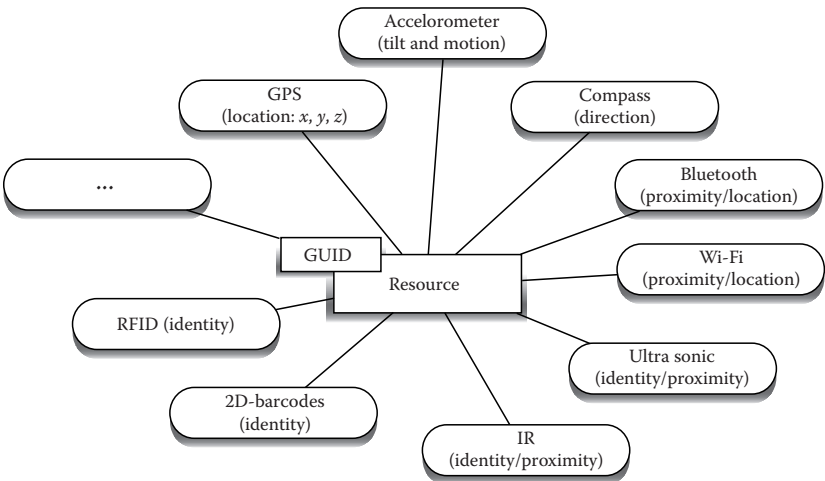 Accelorometer
(tilt and motion)
GPS
(location: x, y, z)
Compass
(direction)
...
Bluetooth
(proximity/location)
GUID
Resource
Wi-Fi
(proximity/location)
RFID (identity)
Ultra sonic
(identity/proximity)
2D-barcodes
(identity)
IR
(identity/proximity)